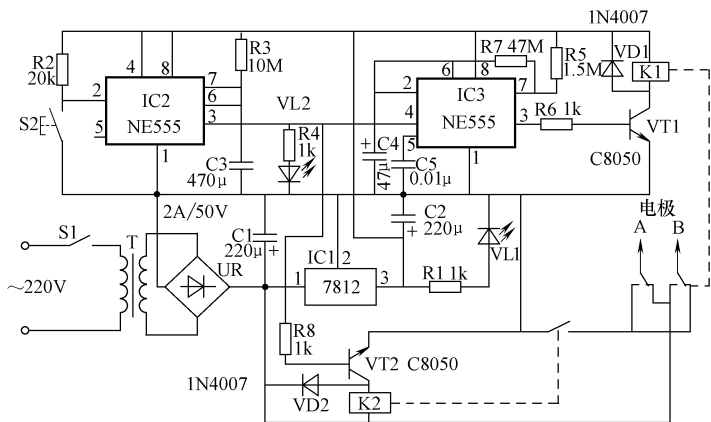 1N4007
R2
20k
4
8
R3
10M
R7 47M
R5
1.5M
VD1
K1
6
8
7
2
IC2
NE555
7
6
3
VL2
2
4
IC3
NE555
3
R6 1k
VT1
S2
5
1
R4
1k
C4
47μ
5
C5
0.01μ
1
C8050
C3
470μ
2A/50V
C1
220μ
C2
220μ
电极
A
B
S1
T
UR
IC1
2
1
7812
3
R1 1k
VL1
~220V
R8
1k
VT2 C8050
1N4007
VD2
K2